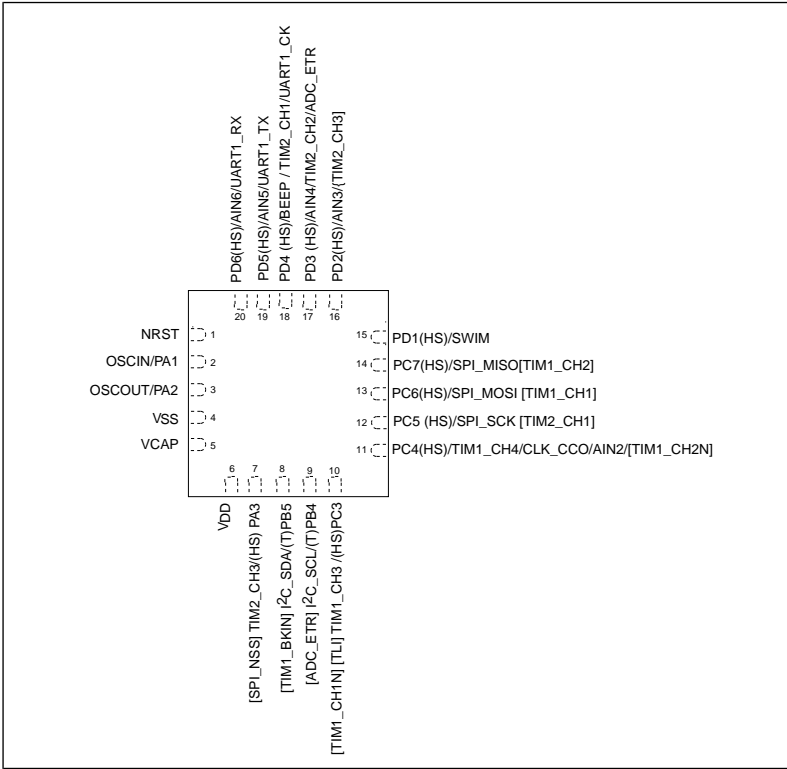 PD6(HS)/AIN6/UART1_RX
PD5(HS)/AIN5/UART1_TX
PD4 (HS)/BEEP / TIM2_CH1/UART1_CK
PD3 (HS)/AIN4/TIM2_CH2/ADC_ETR
PD2(HS)/AIN3/{TIM2_CH3]
20 19 18 17 16
NRST 1
OSCIN/PA1 2
OSCOUT/PA2 3
VSS 4
VCAP 5
15 PD1(HS)/SWIM
14 PC7(HS)/SPI_MISO[TIM1_CH2]
13 PC6(HS)/SPI_MOSI [TIM1_CH1]
12 PC5 (HS)/SPI_SCK [TIM2_CH1]
11 PC4(HS)/TIM1_CH4/CLK_CCO/AIN2/[TIM1_CH2N]
6 7 8 9 10
VDD
[SPI_NSS] TIM2_CH3/(HS) PA3
[TIM1_BKIN] I²C_SDA/(T)PB5
[ADC_ETR] I²C_SCL/(T)PB4
[TIM1_CH1N] [TLI] TIM1_CH3 /(HS)PC3